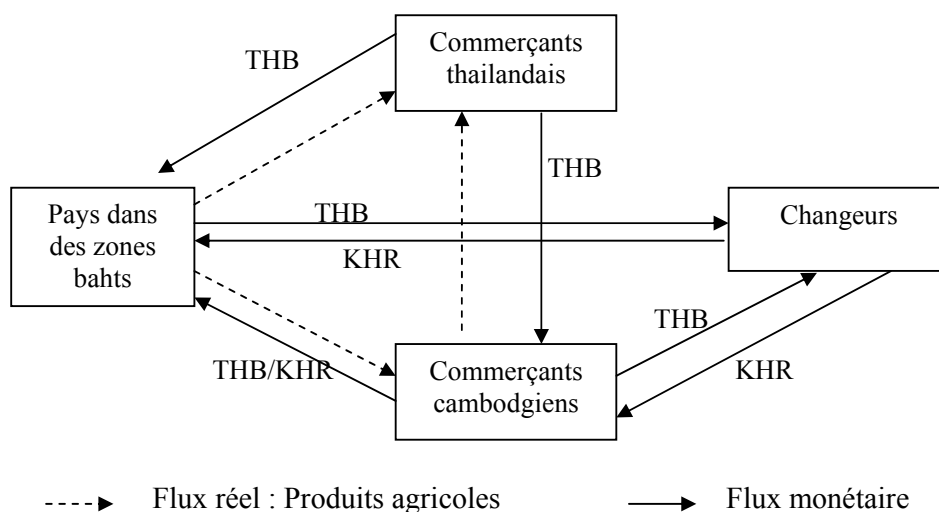 THB
Commerçants
thailandais
THB
Pays dans
des zones
bahts
THB
KHR
Changeurs
THB
THB/KHR
Commerçants
cambodgiens
KHR
Flux réel : Produits agricoles
Flux monétaire